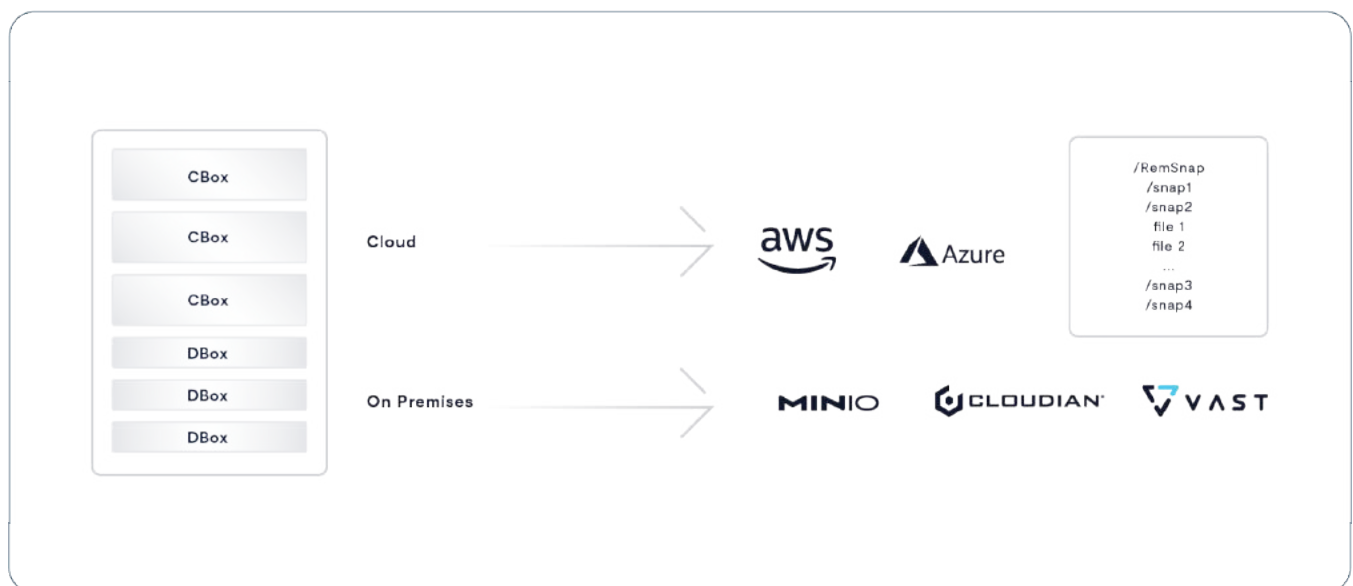 CBox
CBox
CBox
DBox
DBox
DBox
Cloud
aws
Azure
/RemSnap
/snap1
/snap2
file 1
file 2
...
/snap3
/snap4
On Premises
MINIO
CLOUDIAN
VAST